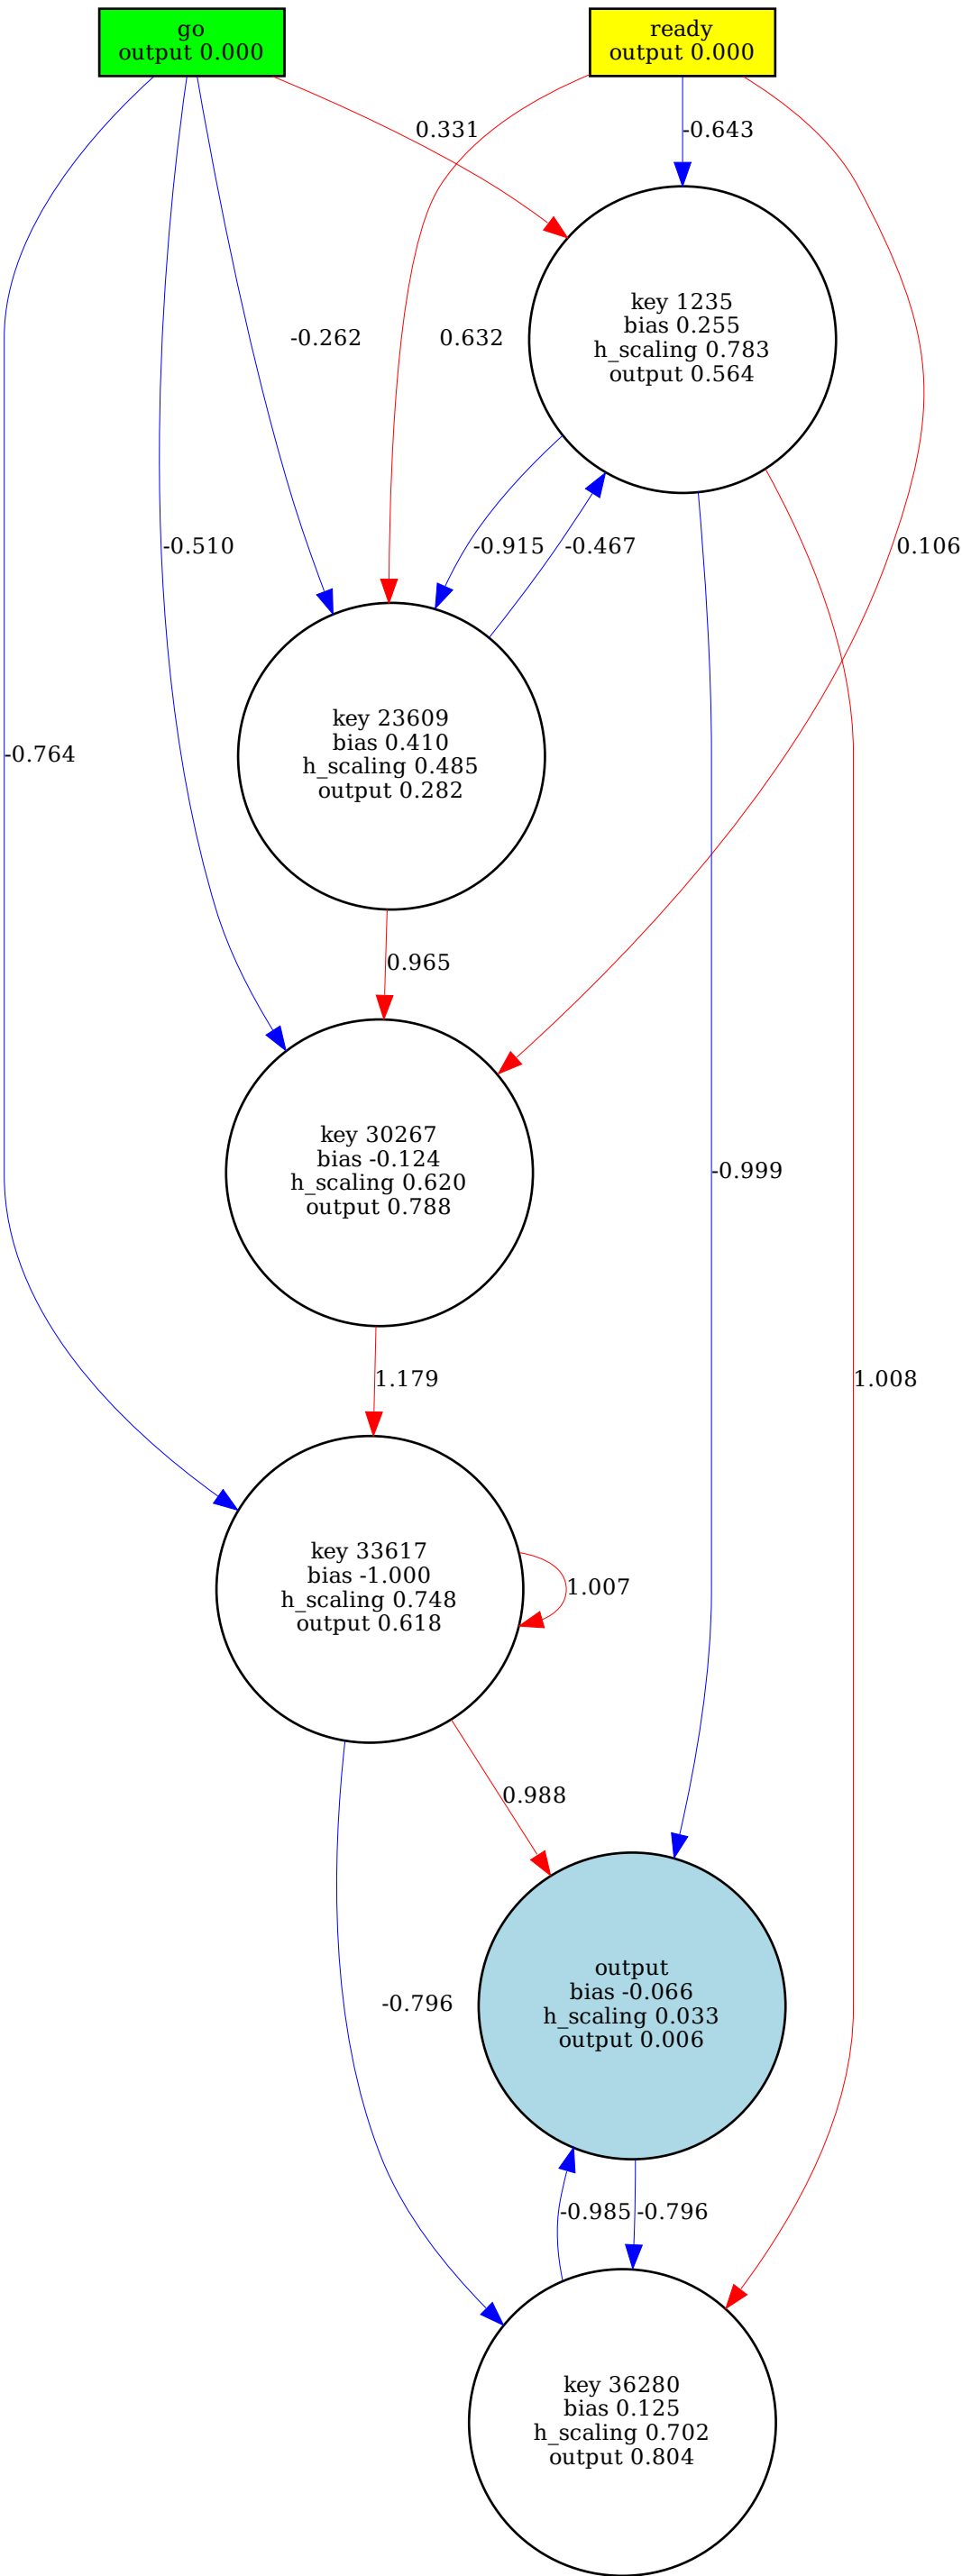 go
output 0.000
ready
output 0.000
0.331
-0.643
key 1235
bias 0.255
h_scaling 0.783
output 0.564
-0.262
0.632
-0.510
-0.915
-0.467
0.106
key 23609
bias 0.410
h_scaling 0.485
output 0.282
-0.764
0.965
key 30267
bias -0.124
h_scaling 0.620
output 0.788
-0.999
1.179
1.008
key 33617
bias -1.000
h_scaling 0.748
output 0.618
1.007
0.988
output
bias -0.066
h_scaling 0.033
output 0.006
-0.796
-0.985
-0.796
key 36280
bias 0.125
h_scaling 0.702
output 0.804